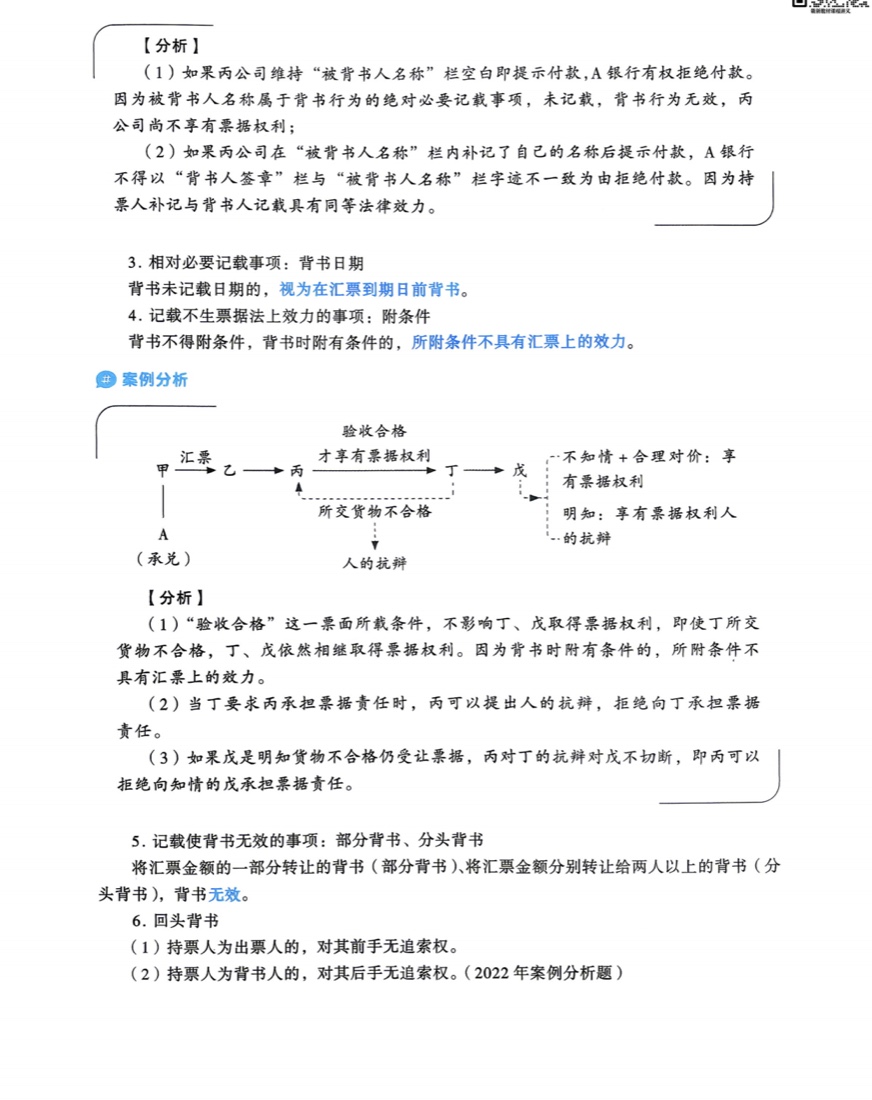 最新教材课程讲义
【分析】
（1）如果丙公司维持“被背书人名称”栏空白即提示付款，A 银行有权拒绝付款。
因为被背书人名称属于背书行为的绝对必要记载事项，未记载，背书行为无效，丙
公司尚不享有票据权利；
（2）如果丙公司在“被背书人名称”栏内补记了自己的名称后提示付款，A 银行
不得以“背书人签章”栏与“被背书人名称”栏字迹不一致为由拒绝付款。因为持
票人补记与背书人记载具有同等法律效力。
3. 相对必要记载事项：背书日期
背书未记载日期的，视为在汇票到期日前背书。
4. 记载不生票据法上效力的事项：附条件
背书不得附条件，背书时附有条件的，所附条件不具有汇票上的效力。
# 案例分析
验收合格
汇票 才享有票据权利 不知情 + 合理对价：享
甲 乙 丙 丁 戊
有票据权利
所交货物不合格 明知：享有票据权利人
A 的抗辩
（承兑） 人的抗辩
【分析】
（1）“验收合格”这一票面所载条件，不影响丁、戊取得票据权利，即使丁所交
货物不合格，丁、戊依然相继取得票据权利。因为背书时附有条件的，所附条件不
具有汇票上的效力。
（2）当丁要求丙承担票据责任时，丙可以提出人的抗辩，拒绝向丁承担票据
责任。
（3）如果戊是明知货物不合格仍受让票据，丙对丁的抗辩对戊不切断，即丙可以
拒绝向知情的戊承担票据责任。
5. 记载使背书无效的事项：部分背书、分头背书
将汇票金额的一部分转让的背书（部分背书）、将汇票金额分别转让给两人以上的背书（分
头背书），背书无效。
6. 回头背书
（1）持票人为出票人的，对其前手无追索权。
（2）持票人为背书人的，对其后手无追索权。（2022 年案例分析题）